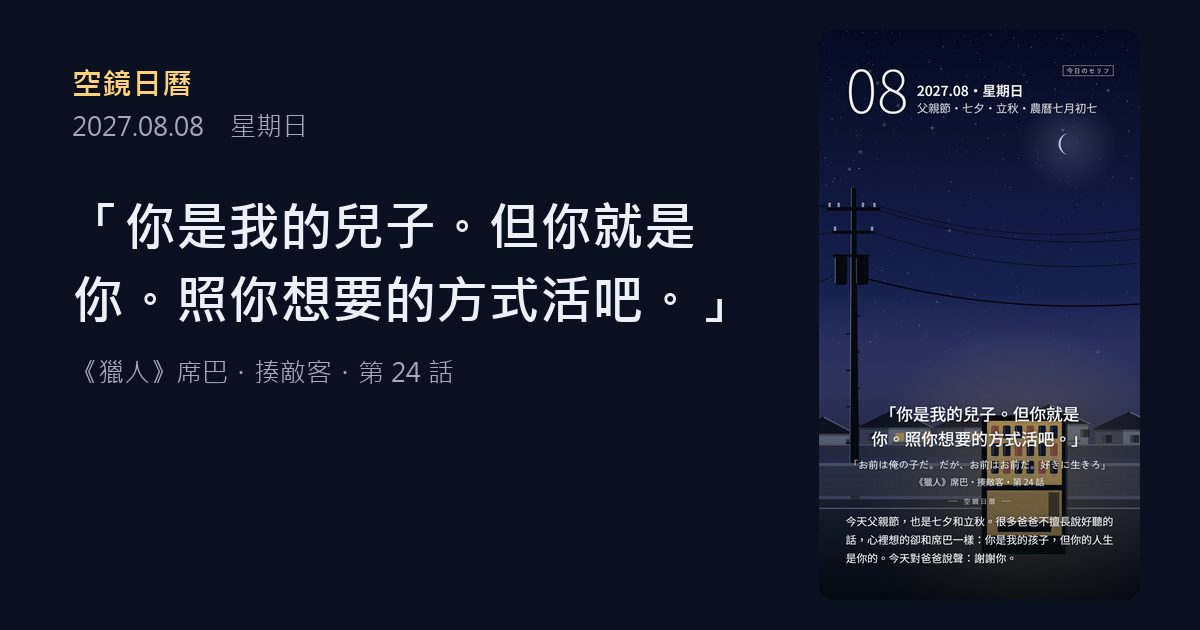 空鏡日曆
2027.08.08 星期日
「你是我的兒子。但你就是
你。照你想要的方式活吧。」
《獵人》席巴・揍敵客・第 24 話
今日のセリフ
08
2027.08・星期日
父親節・七夕・立秋・農曆七月初七
「你是我的兒子。但你就是
你。照你想要的方式活吧。」
「お前は俺の子だ。だが、お前はお前だ。好きに生きろ」
《獵人》席巴・揍敵客・第 24 話
空鏡日曆
今天父親節，也是七夕和立秋。很多爸爸不擅長說好聽的
話，心裡想的卻和席巴一樣：你是我的孩子，但你的人生
是你的。今天對爸爸說聲：謝謝你。